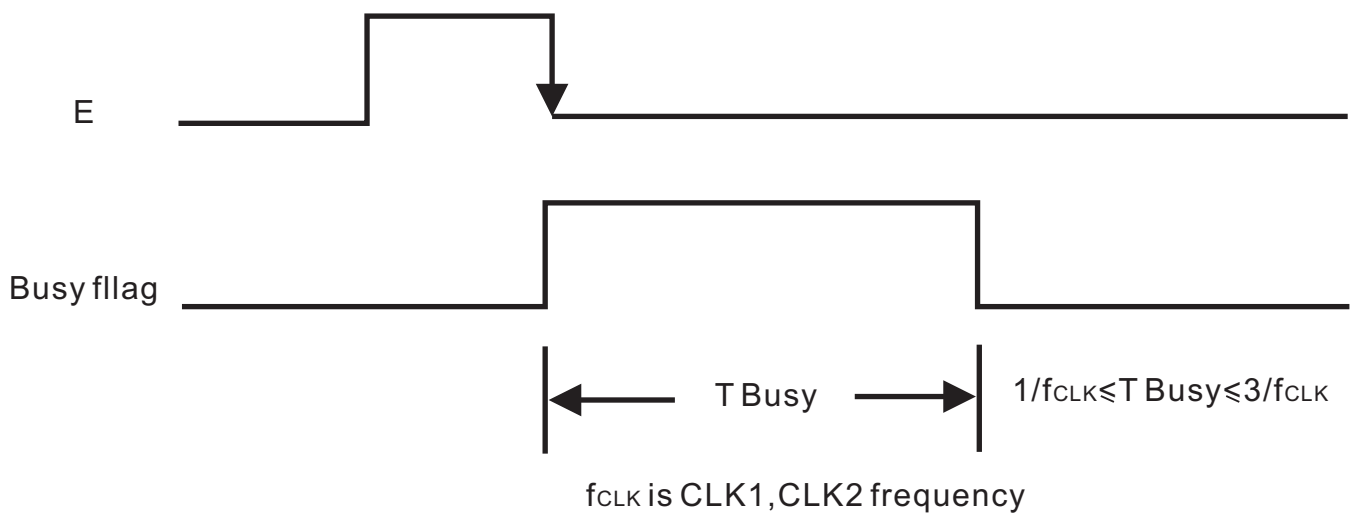 E
Busy fllag
T Busy
1/fCLK⩽T Busy⩽3/fCLK
fCLK is CLK1,CLK2 frequency